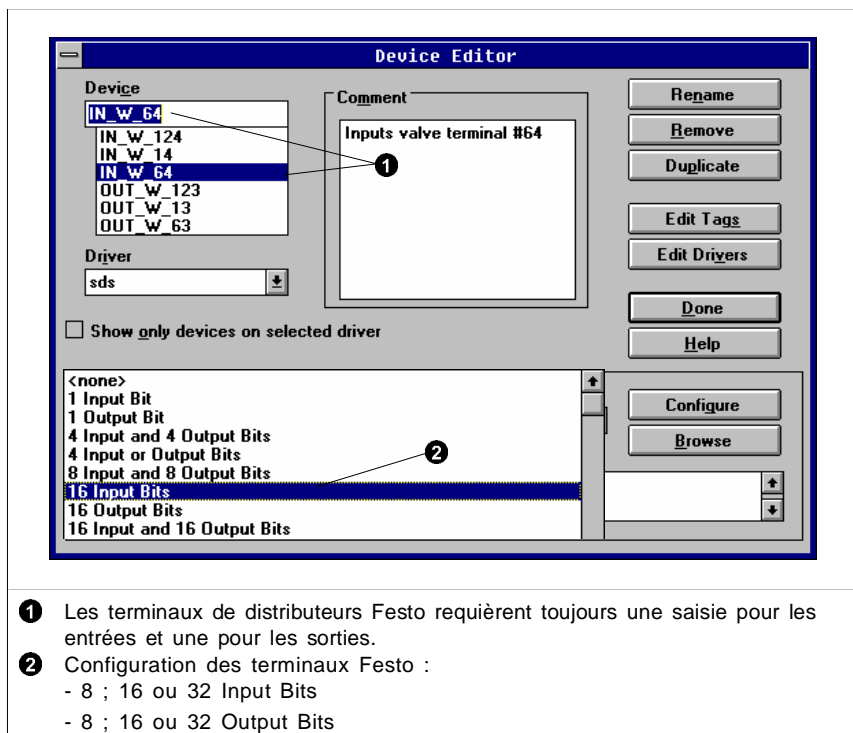 Device Editor
Device
IN_W_64
IN_W_124
IN_W_14
IN_W_64
OUT_W_123
OUT_W_13
OUT_W_63
Driver
sds
Show only devices on selected driver
Comment
Inputs valve terminal #64
1
Rename
Remove
Duplicate
Edit Tags
Edit Drivers
Done
Help
<none>
1 Input Bit
1 Output Bit
4 Input and 4 Output Bits
4 Input or Output Bits
8 Input and 8 Output Bits
16 Input Bits
16 Output Bits
16 Input and 16 Output Bits
2
Configure
Browse
1 Les terminaux de distributeurs Festo requièrent toujours une saisie pour les
entrées et une pour les sorties.
2 Configuration des terminaux Festo :
- 8 ; 16 ou 32 Input Bits
- 8 ; 16 ou 32 Output Bits